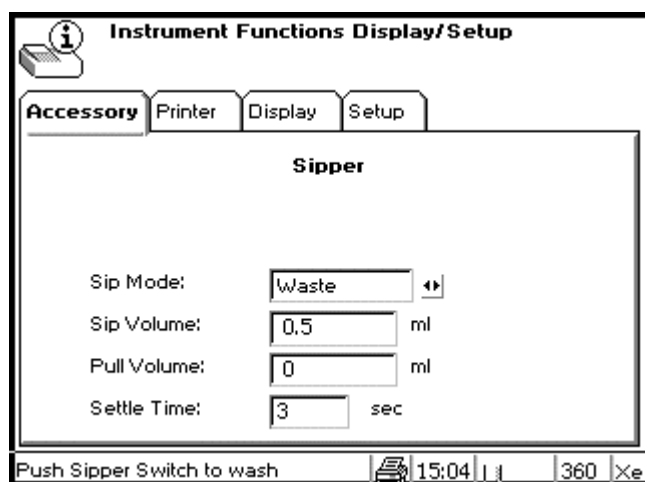 Instrument Functions Display/Setup
Accessory Printer Display Setup
Sipper
Sip Mode: Waste
Sip Volume: 0.5 ml
Pull Volume: 0 ml
Settle Time: 3 sec
Push Sipper Switch to wash 15:04 360 Xe